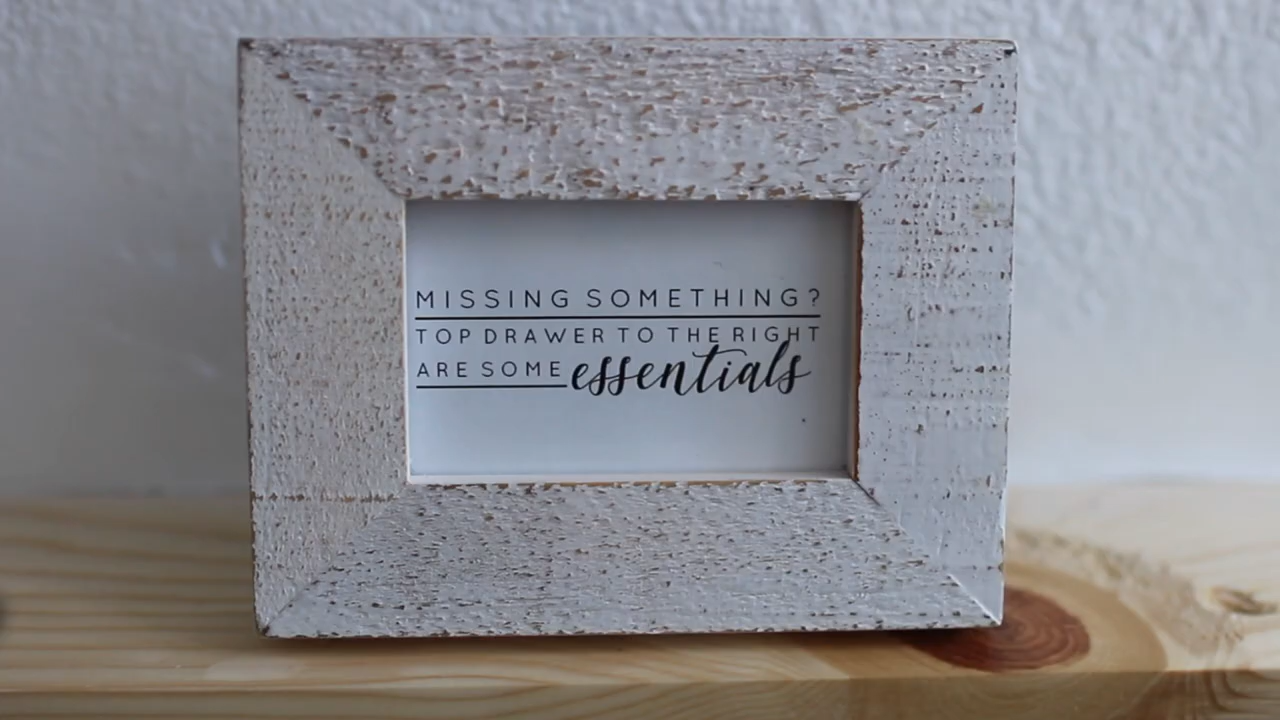 MISSING SOMETHING?
TOP DRAWER TO THE RIGHT
ARE SOME essentials